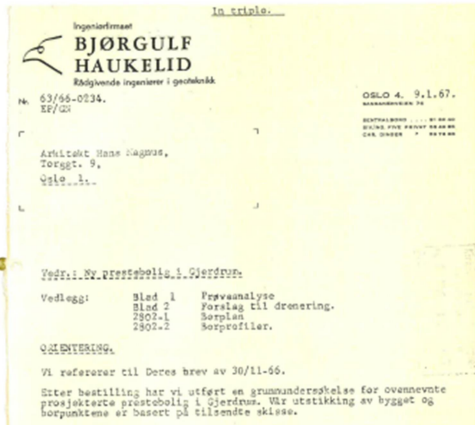 In triplo.
Ingeniørfirmaet
BJØRGULF
HAUKELID
Rådgivende ingeniører i geoteknikk
Nr. 63/66-0234.
EP/GN
OSLO 4. 9.1.67.
SENTRALBORD
Arkitekt Hans Magnus,
Torggt. 9,
Oslo 1.
Vedr.: Ny prestebolig i Gjerdrum.
Vedlegg: Blad 1 Prøveanalyse
Blad 2 Forslag til drenering.
2802-1 Borplan
2802-2 Borprofiler.
ORIENTERING.
Vi refererer til Deres brev av 30/11-66.
Etter bestilling har vi utført en grunnundersøkelse for ovennevnte
prosjekterte prestebolig i Gjerdrum. Vår utstikking av bygget og
borpunktene er basert på tilsendte skisse.